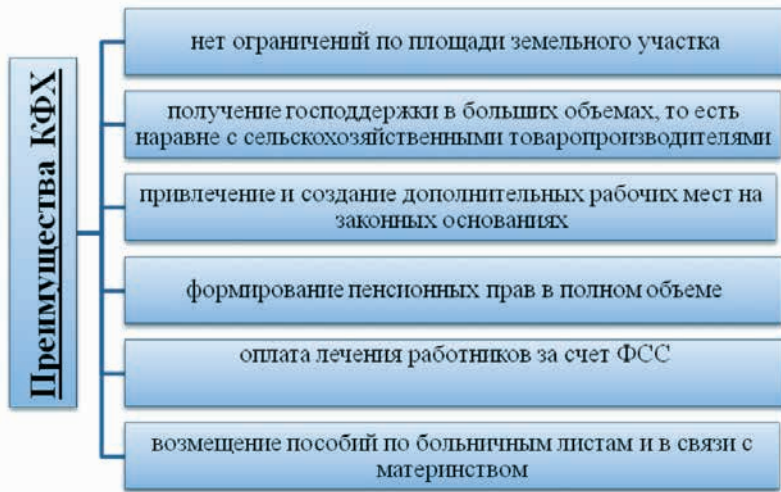 Преимущества КФХ
нет ограничений по площади земельного участка
получение господдержки в больших объемах, то есть
наравне с сельскохозяйственными товаропроизводителями
привлечение и создание дополнительных рабочих мест на
законных основаниях
формирование пенсионных прав в полном объеме
оплата лечения работников за счет ФСС
возмещение пособий по больничным листам и в связи с
материнством